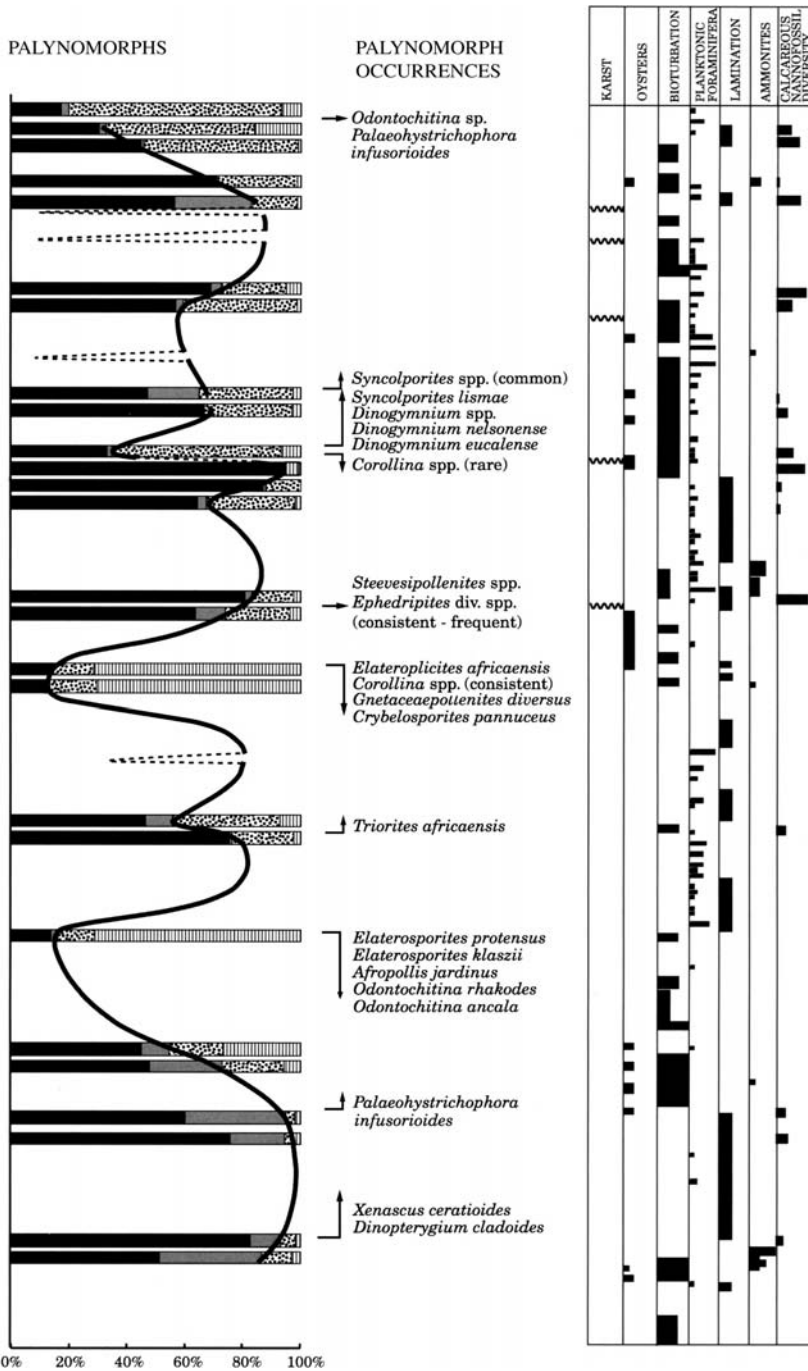 PALYNOMORPHS
PALYNOMORPH
OCCURRENCES
KARST
OYSTERS
BIOTURBATION
PLANKTONIC
FORAMINIFERA
LAMINATION
AMMONITES
CALCAREOUS
NANNOFOSSIL
DIVERSITY
Odontochitina sp.
Palaeohystrichophora
infusorioides
Syncolporites spp. (common)
Syncolporites lismae
Dinogymnium spp.
Dinogymnium nelsonense
Dinogymnium eucalense
Corollina spp. (rare)
Steevesipollenites spp.
Ephedripites div. spp.
(consistent - frequent)
Elateroplicites africaensis
Corollina spp. (consistent)
Gnetaceaepollenites diversus
Crybelosporites pannuceus
Triorites africaensis
Elaterosporites protensus
Elaterosporites klaszii
Afropollis jardinus
Odontochitina rhakodes
Odontochitina ancala
Palaeohystrichophora
infusorioides
Xenascus ceratioides
Dinopterygium cladoides
0% 20% 40% 60% 80% 100%